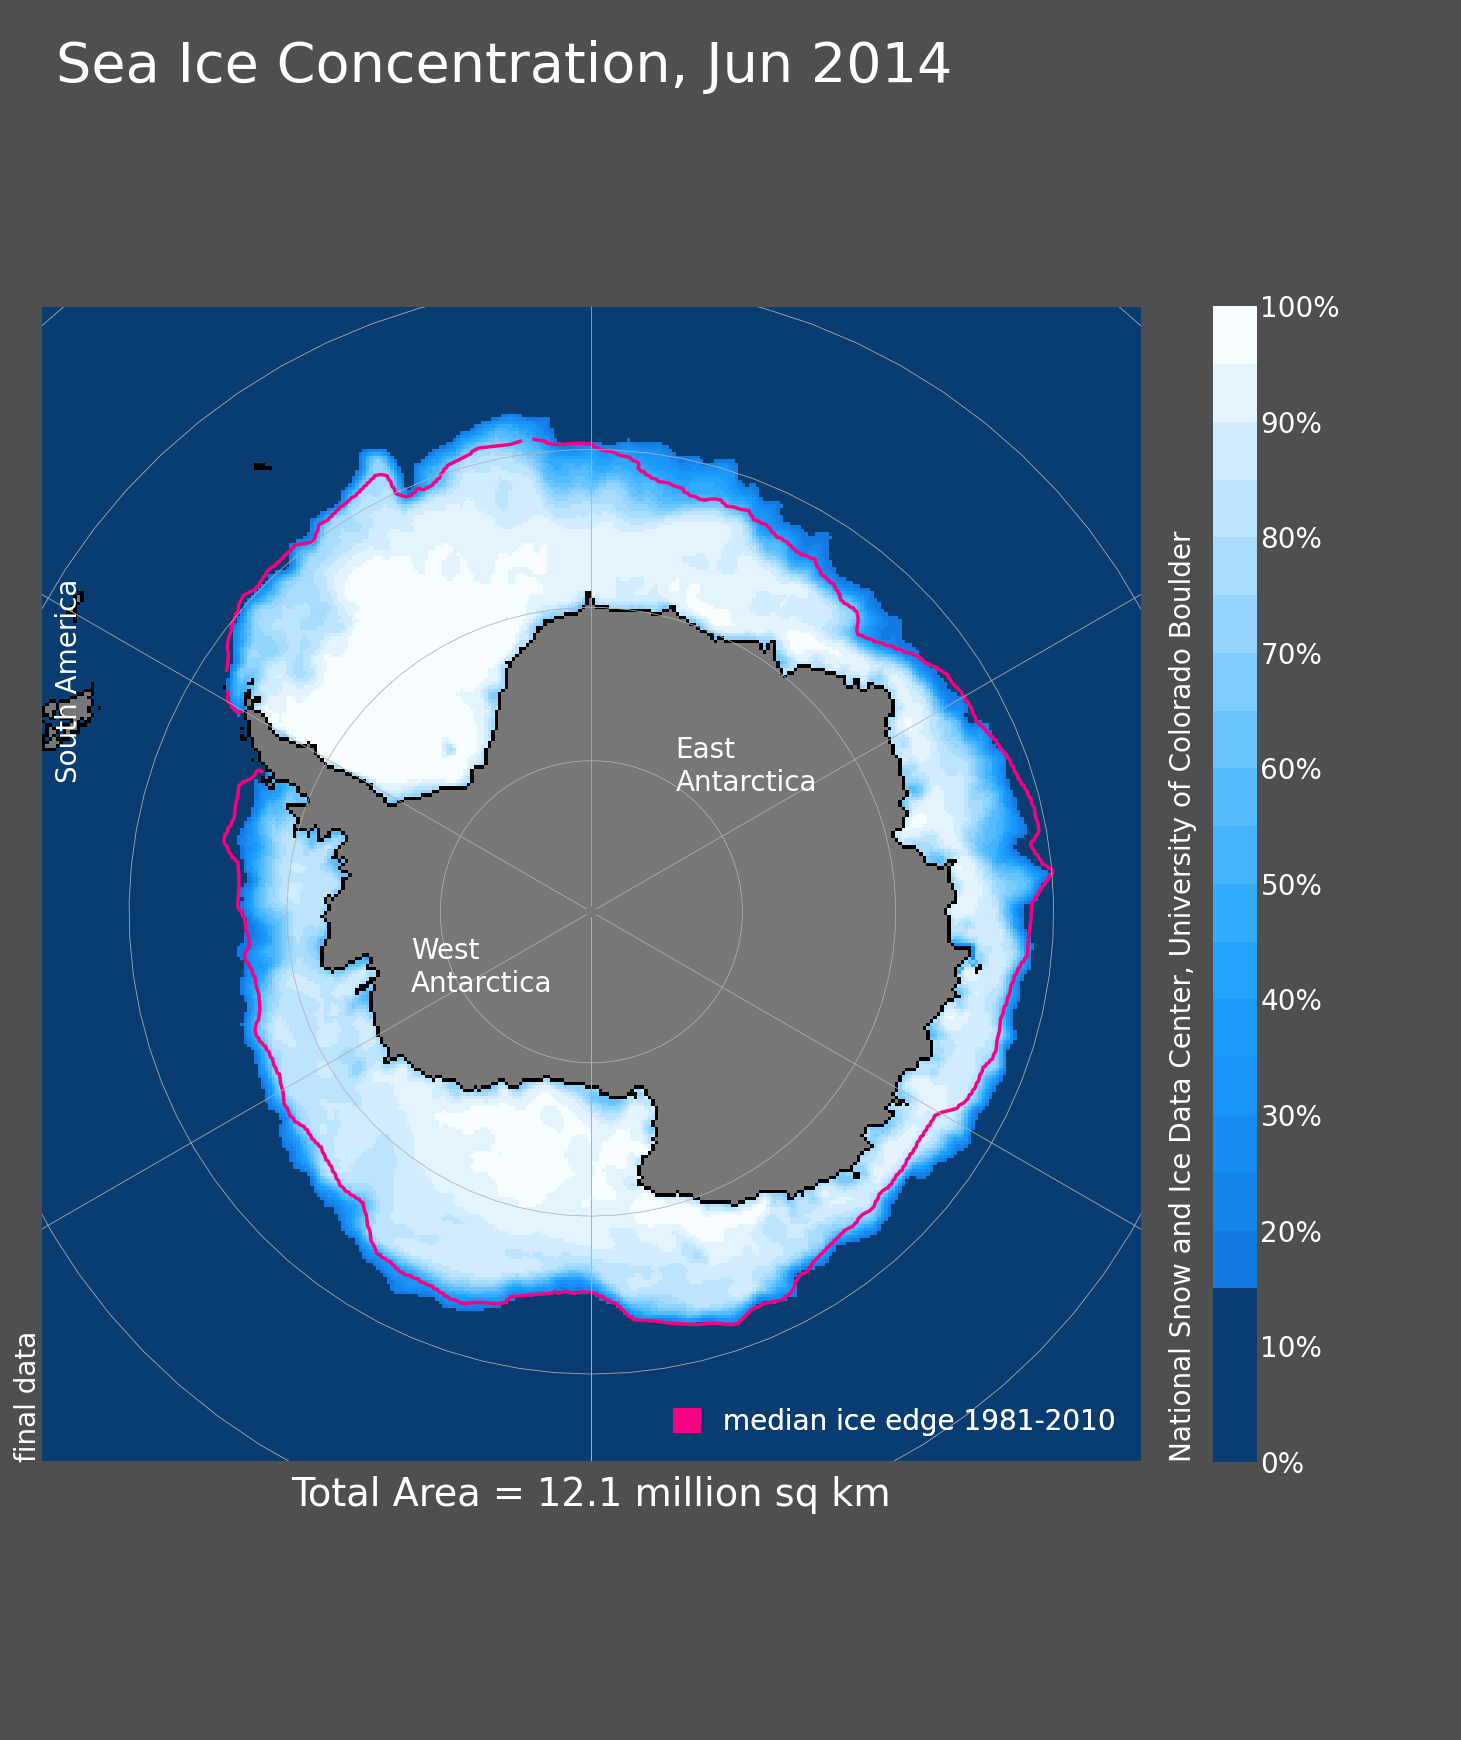 Sea Ice Concentration, Jun 2014
South America
East
Antarctica
West
Antarctica
median ice edge 1981-2010
final data
Total Area = 12.1 million sq km
National Snow and Ice Data Center, University of Colorado Boulder
100%
90%
80%
70%
60%
50%
40%
30%
20%
10%
0%